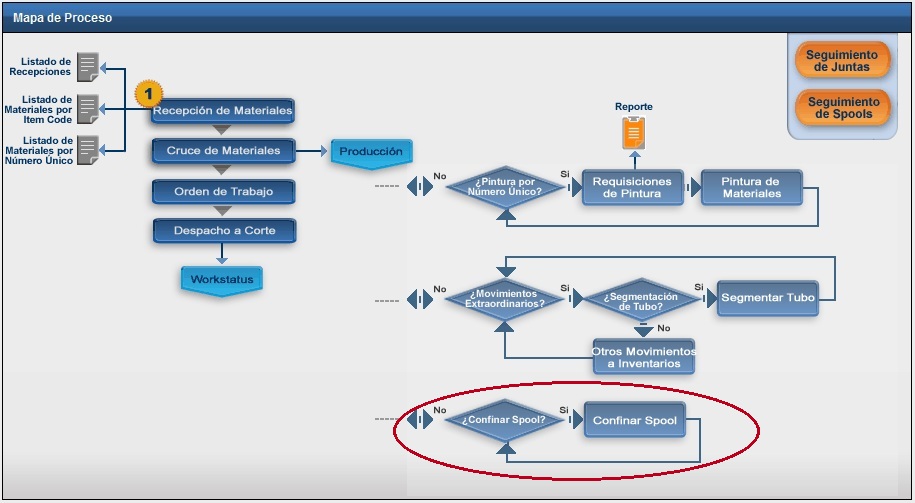 Mapa de Proceso
Listado de
Recepciones
Listado de
Materiales por
Item Code
Listado de
Materiales por
Número Único
1
Recepción de Materiales
Cruce de Materiales
Producción
Orden de Trabajo
Despacho a Corte
Workstatus
Seguimiento
de Juntas
Seguimiento
de Spools
Reporte
No
¿Pintura por
Número Único?
Si
Requisiciones
de Pintura
Pintura de
Materiales
No
¿Movimientos
Extraordinarios?
Si
¿Segmentación
de Tubo?
Si
Segmentar Tubo
No
Otros Movimientos
a Inventarios
No
¿Confinar Spool?
Si
Confinar Spool